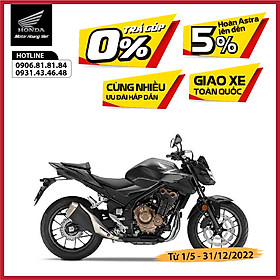 HONDA
Motor Hoàng Việt
HOTLINE
0906.81.81.84
0931.43.46.48
TRẢ GÓP
0%
Hoàn Astra
lên đến
5%
CÙNG NHIỀU
ƯU ĐÃI HẤP DẪN
GIAO XE
TOÀN QUỐC
Từ 1/5 - 31/12/2022